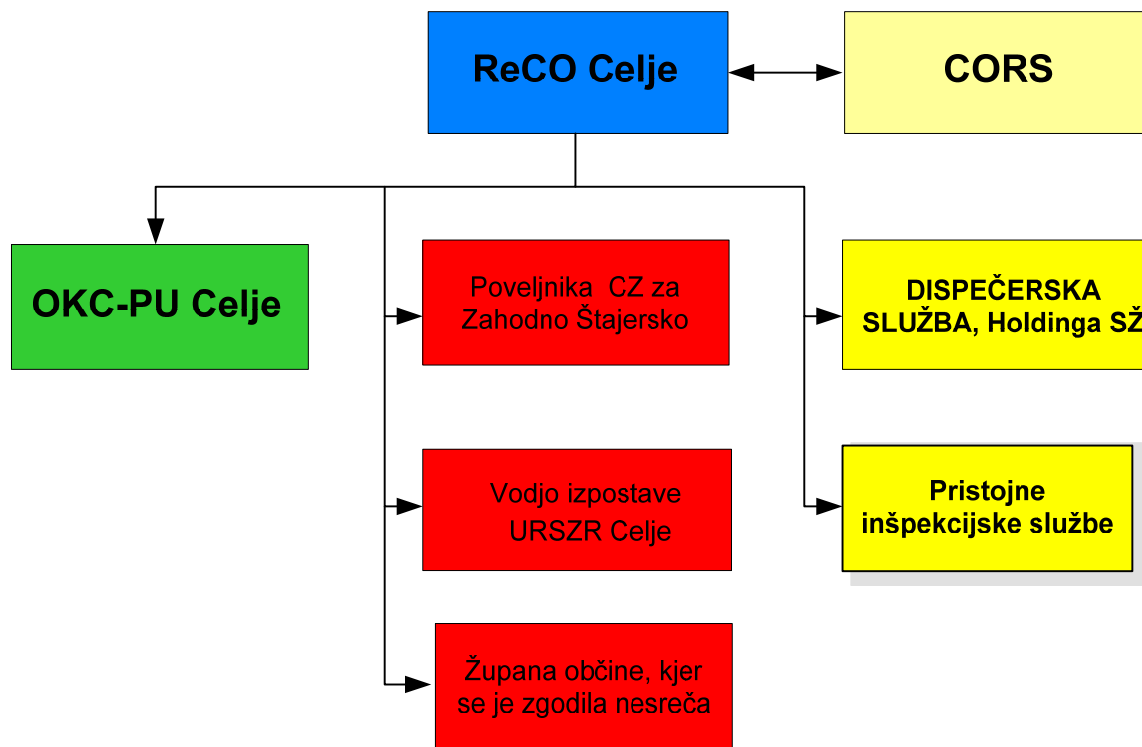 ReCO Celje
CORS
OKC-PU Celje
Poveljnika CZ za
Zahodno Štajersko
DISPEČERSKA
SLUŽBA, Holdinga SŽ
Vodjo izpostave
URSZR Celje
Pristojne
inšpekcijske službe
Župana občine, kjer
se je zgodila nesreča